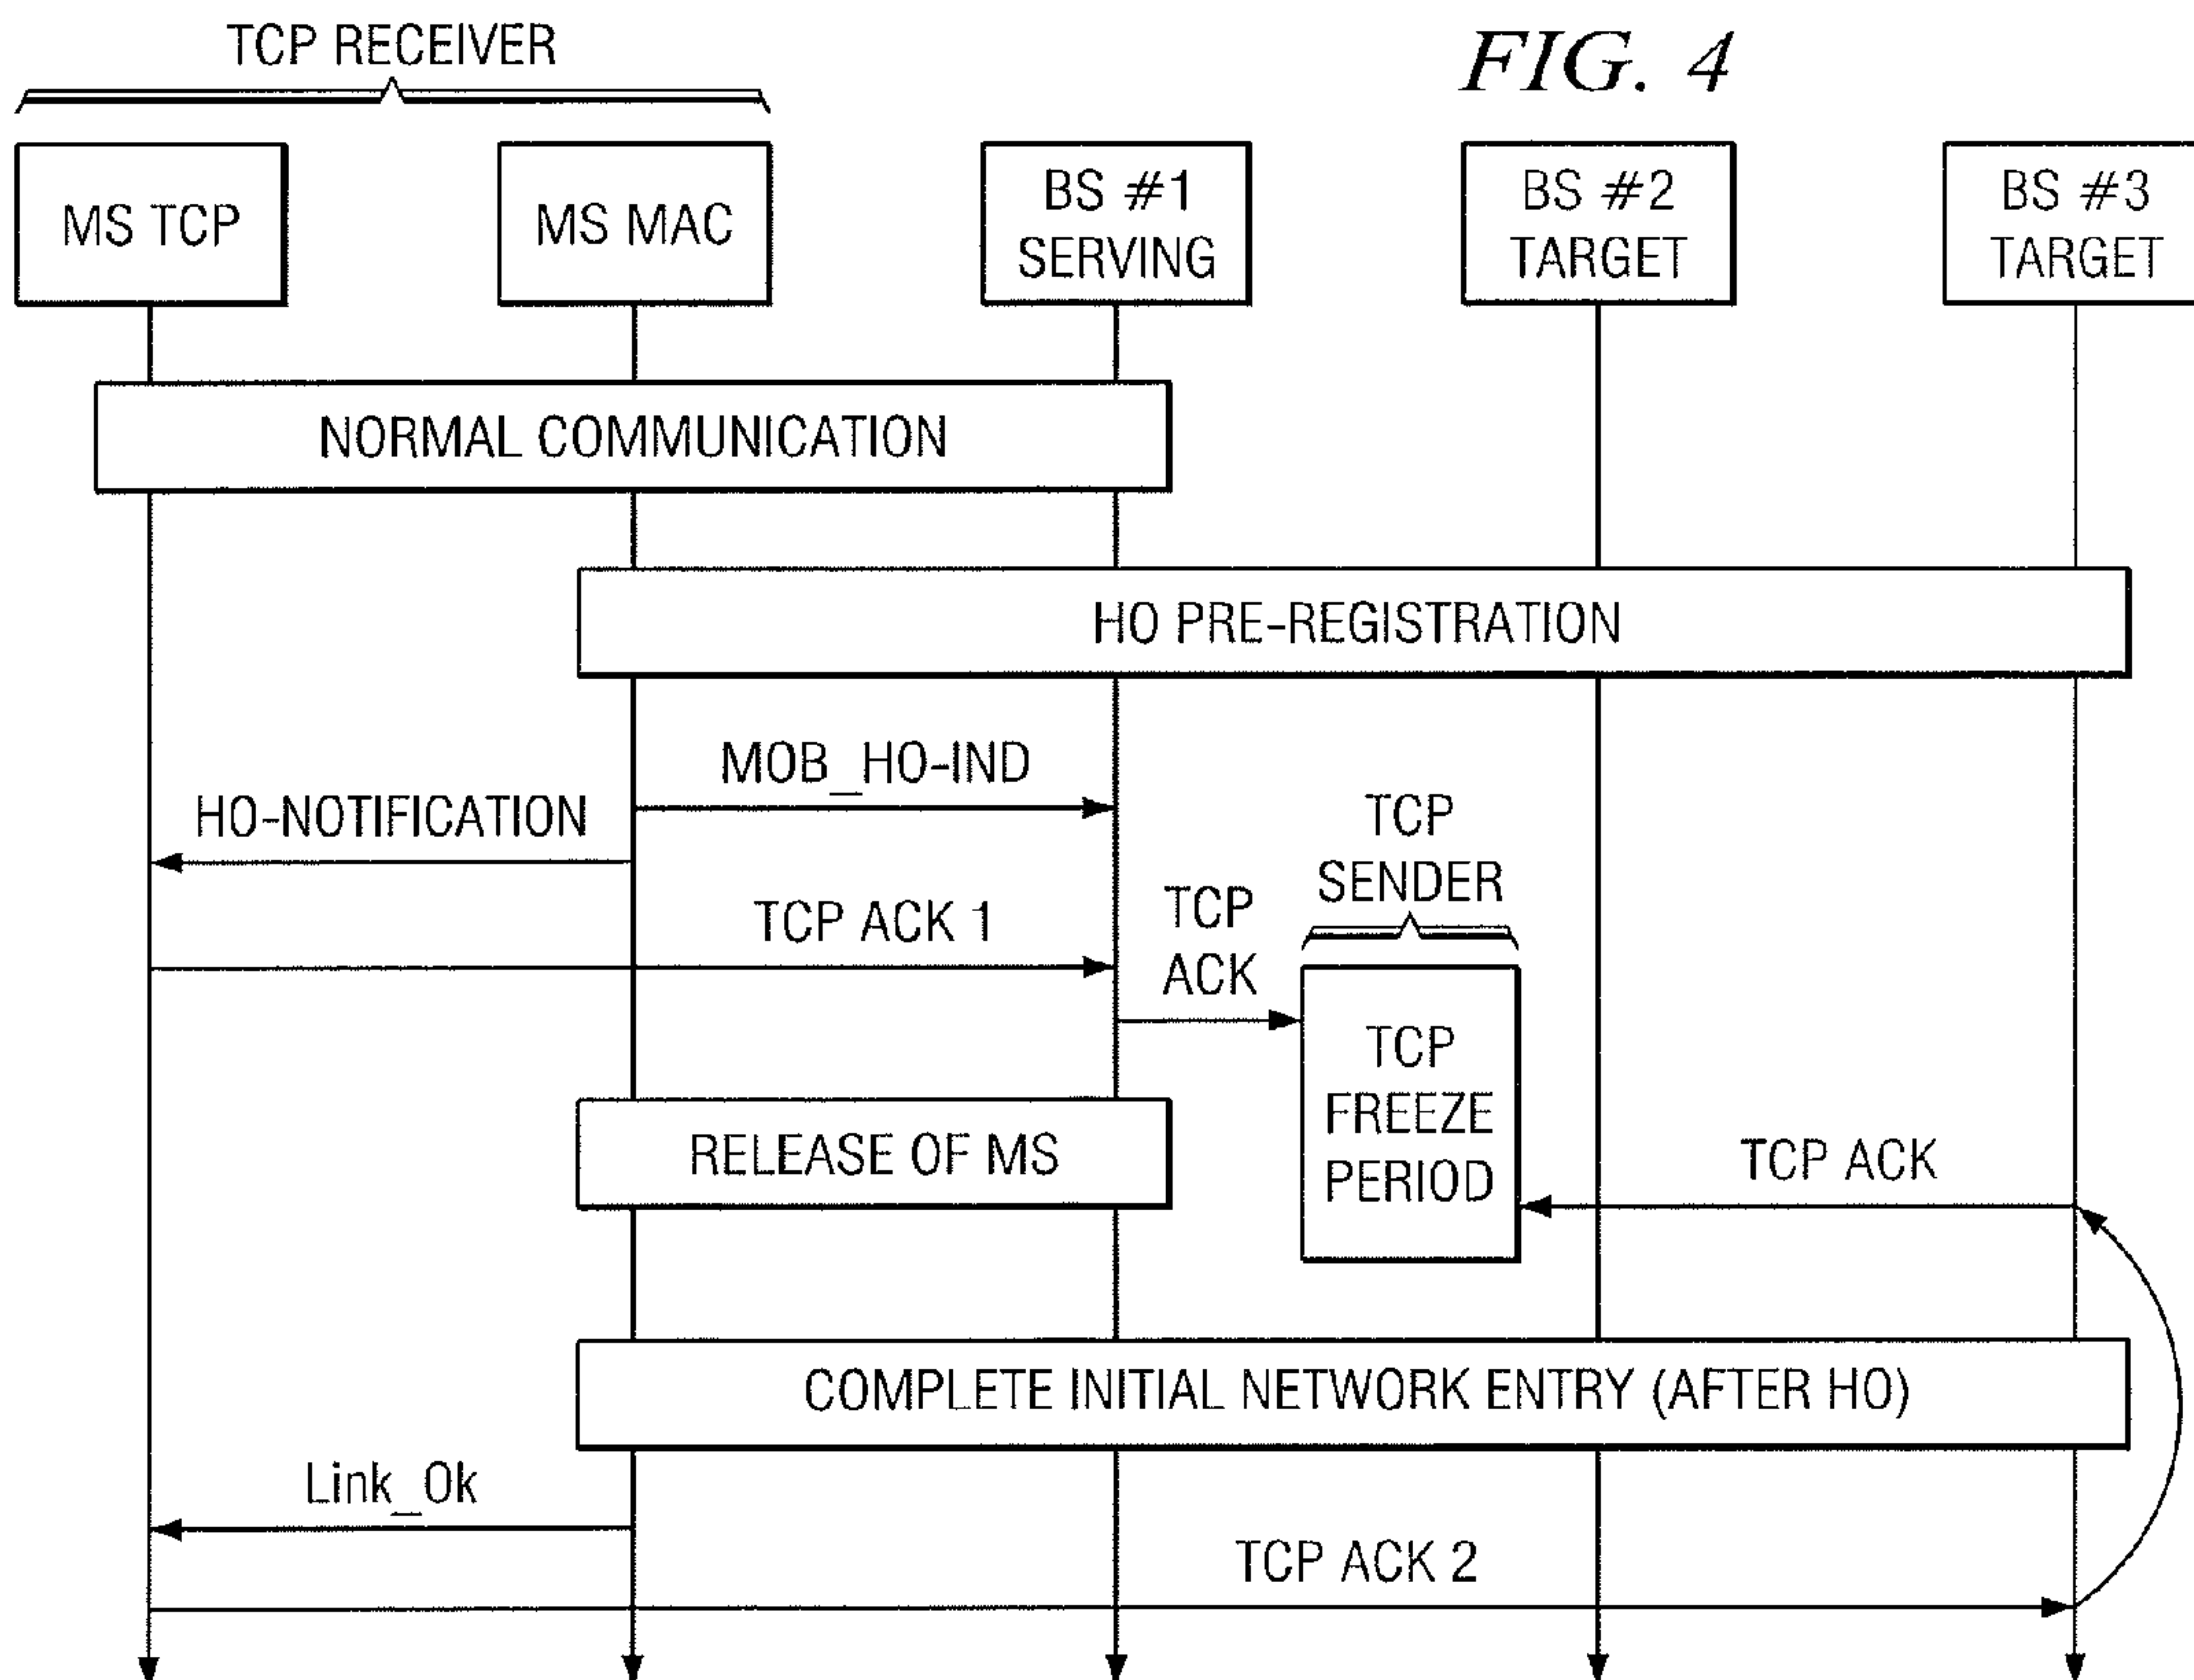 FIG. 4
TCP RECEIVER
MS TCP
MS MAC
BS #1
SERVING
BS #2
TARGET
BS #3
TARGET
NORMAL COMMUNICATION
HO PRE-REGISTRATION
MOB_HO-IND
HO-NOTIFICATION
TCP ACK 1
TCP
ACK
TCP
SENDER
TCP
FREEZE
PERIOD
RELEASE OF MS
TCP ACK
COMPLETE INITIAL NETWORK ENTRY (AFTER HO)
Link_Ok
TCP ACK 2